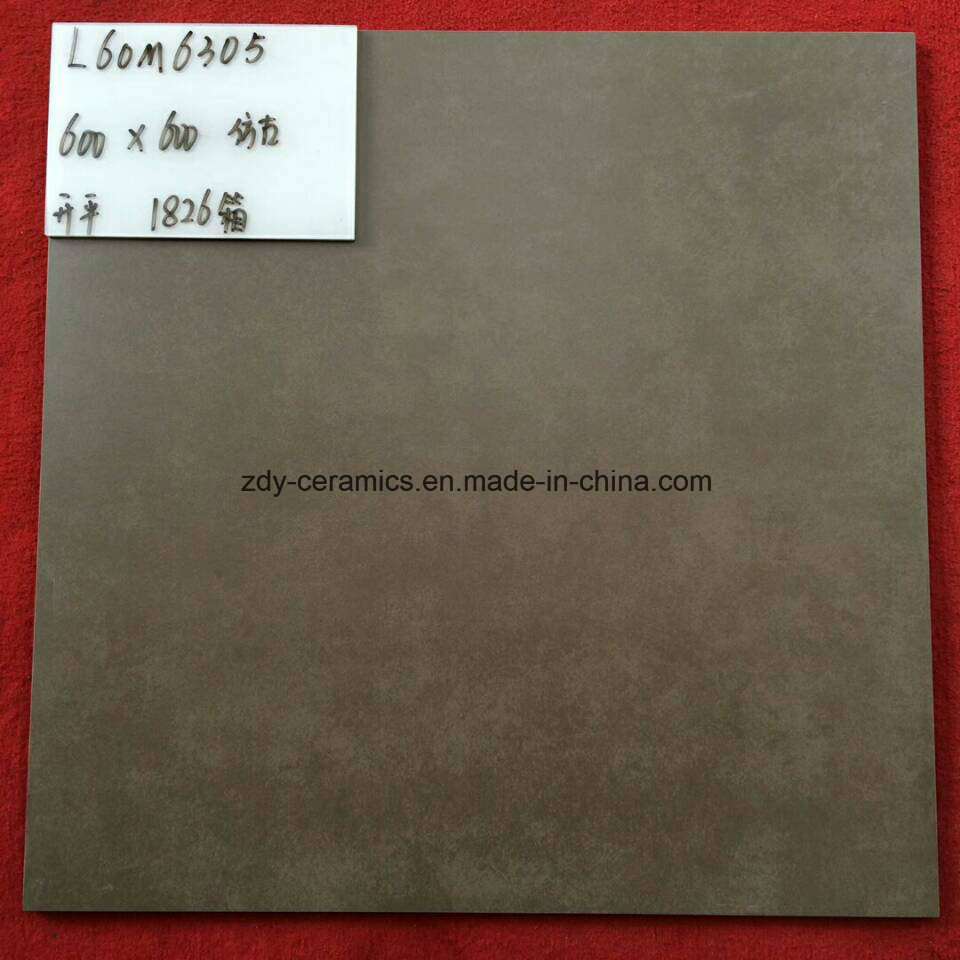 L60M6305
600 x 600 仿古
开平 1826箱
zdy-ceramics.en.made-in-china.com